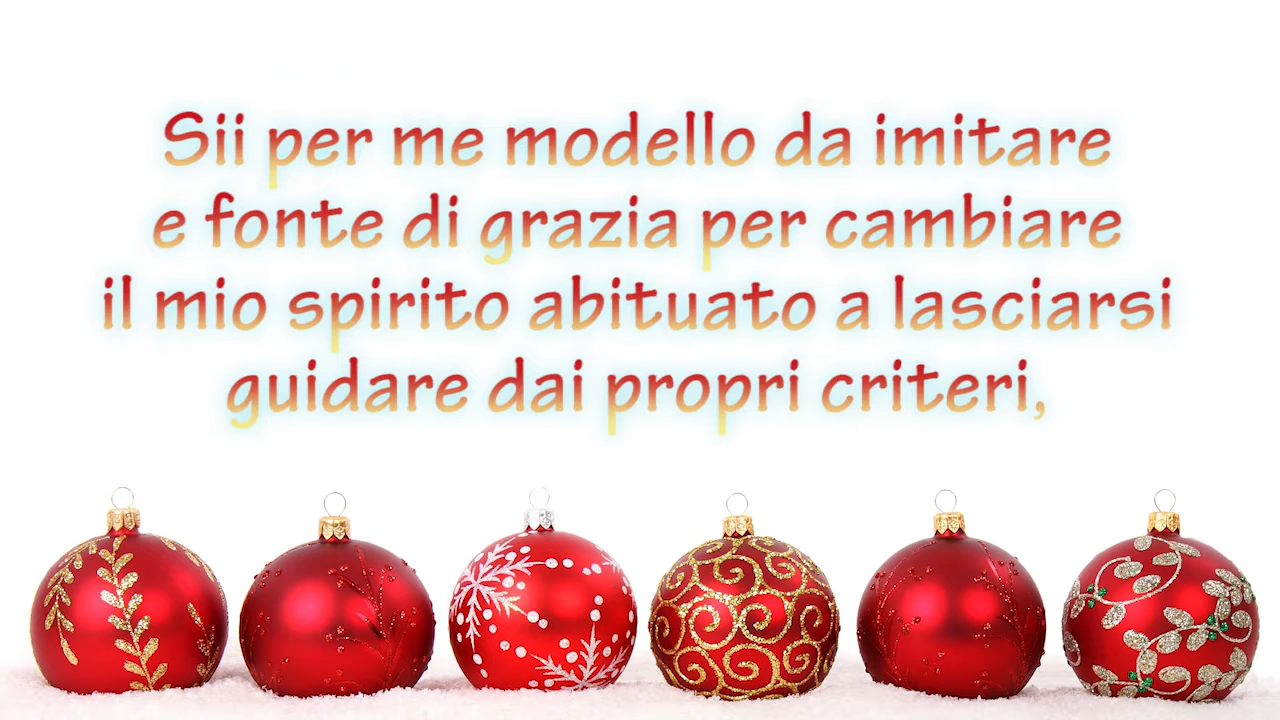 Sii per me modello da imitare
e fonte di grazia per cambiare
il mio spirito abituato a lasciarsi
guidare dai propri criteri,